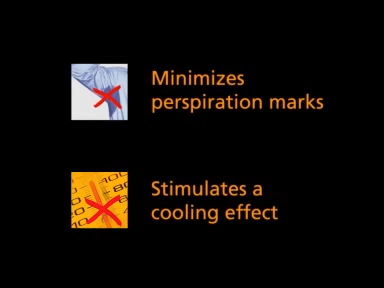 Minimizes
perspiration marks
Stimulates a
cooling effect